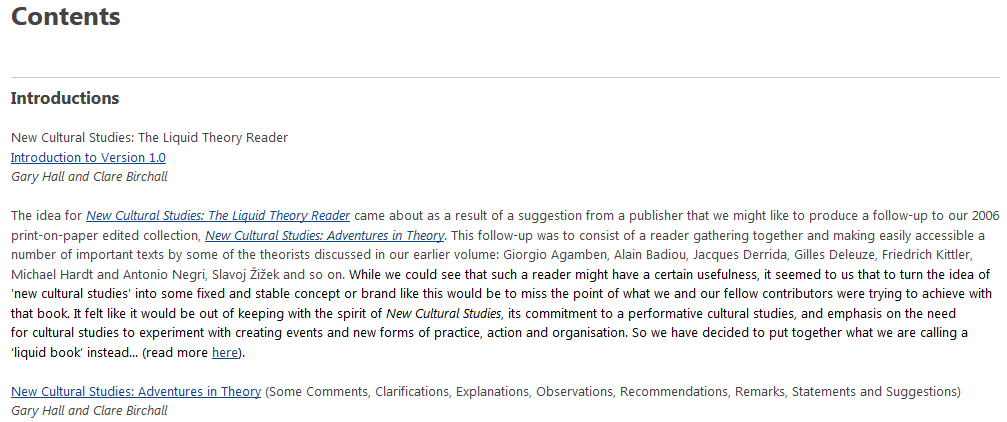 Contents
Introductions
New Cultural Studies: The Liquid Theory Reader
Introduction to Version 1.0
Gary Hall and Clare Birchall
The idea for New Cultural Studies: The Liquid Theory Reader came about as a result of a suggestion from a publisher that we might like to produce a follow-up to our 2006
print-on-paper edited collection, New Cultural Studies: Adventures in Theory. This follow-up was to consist of a reader gathering together and making easily accessible a
number of important texts by some of the theorists discussed in our earlier volume: Giorgio Agamben, Alain Badiou, Jacques Derrida, Gilles Deleuze, Friedrich Kittler,
Michael Hardt and Antonio Negri, Slavoj Žižek and so on. While we could see that such a reader might have a certain usefulness, it seemed to us that to turn the idea of
'new cultural studies' into some fixed and stable concept or brand like this would be to miss the point of what we and our fellow contributors were trying to achieve with
that book. It felt like it would be out of keeping with the spirit of New Cultural Studies, its commitment to a performative cultural studies, and emphasis on the need
for cultural studies to experiment with creating events and new forms of practice, action and organisation. So we have decided to put together what we are calling a
'liquid book' instead... (read more here).
New Cultural Studies: Adventures in Theory (Some Comments, Clarifications, Explanations, Observations, Recommendations, Remarks, Statements and Suggestions)
Gary Hall and Clare Birchall